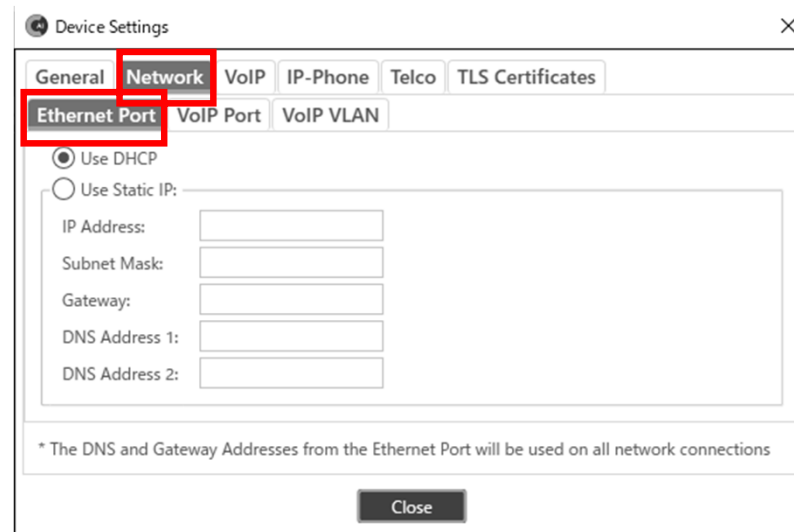 Device Settings
General Network VoIP IP-Phone Telco TLS Certificates
Ethernet Port VoIP Port VoIP VLAN
Use DHCP
Use Static IP:
IP Address:
Subnet Mask:
Gateway:
DNS Address 1:
DNS Address 2:
* The DNS and Gateway Addresses from the Ethernet Port will be used on all network connections
Close